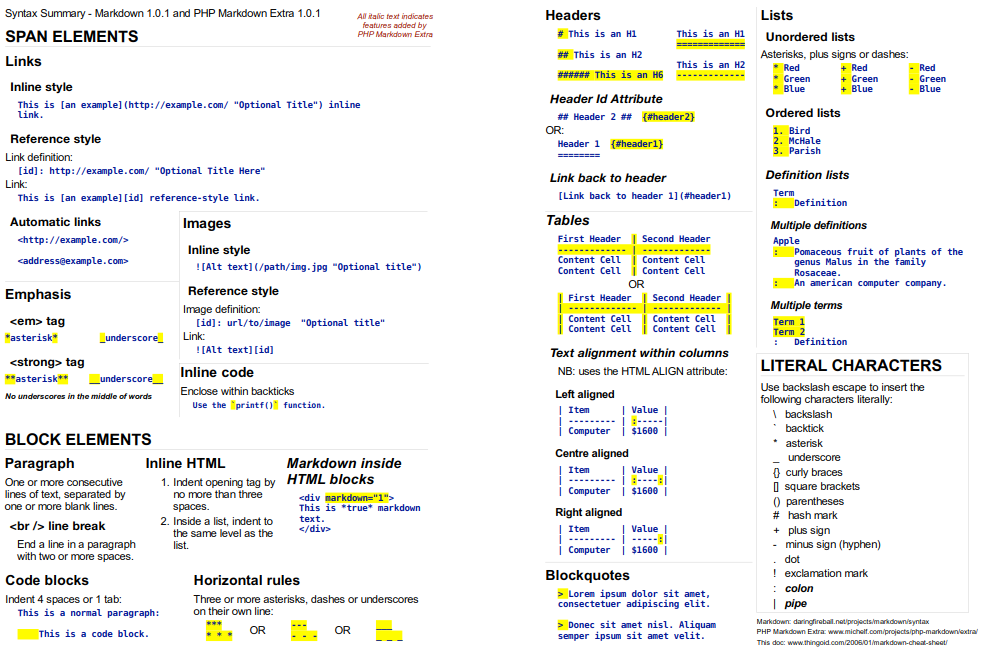 Syntax Summary - Markdown 1.0.1 and PHP Markdown Extra 1.0.1
All italic text indicates
features added by
PHP Markdown Extra
SPAN ELEMENTS
Links
Inline style
This is [an example](http://example.com/ "Optional Title") inline
link.
Reference style
Link definition:
[id]: http://example.com/ "Optional Title Here"
Link:
This is [an example][id] reference-style link.
Automatic links
<http://example.com/>
<address@example.com>
Emphasis
<em> tag
*asterisk* _underscore_
<strong> tag
**asterisk** __underscore__
No underscores in the middle of words
Images
Inline style
![Alt text](/path/img.jpg "Optional title")
Reference style
Image definition:
[id]: url/to/image "Optional title"
Link:
![Alt text][id]
Inline code
Enclose within backticks
Use the `printf()` function.
BLOCK ELEMENTS
Paragraph
One or more consecutive
lines of text, separated by
one or more blank lines.
<br /> line break
End a line in a paragraph
with two or more spaces.
Inline HTML
1. Indent opening tag by
no more than three
spaces.
2. Inside a list, indent to
the same level as the
list.
Markdown inside
HTML blocks
<div markdown="1">
This is *true* markdown
text.
</div>
Code blocks
Indent 4 spaces or 1 tab:
This is a normal paragraph:
This is a code block.
Horizontal rules
Three or more asterisks, dashes or underscores
on their own line:
*** --- ___
OR OR
* * * - - - _ _ _
Headers
# This is an H1
## This is an H2
###### This is an H6
This is an H1
=============
This is an H2
-------------
Header Id Attribute
## Header 2 ## {#header2}
OR:
Header 1 {#header1}
========
Link back to header
[Link back to header 1](#header1)
Tables
First Header | Second Header
------------- | -------------
Content Cell | Content Cell
Content Cell | Content Cell
OR
| First Header | Second Header |
| ------------- | ------------- |
| Content Cell | Content Cell |
| Content Cell | Content Cell |
Text alignment within columns
NB: uses the HTML ALIGN attribute:
Left aligned
| Item | Value |
| --------- | :-----|
| Computer | $1600 |
Centre aligned
| Item | Value |
| --------- | :----:|
| Computer | $1600 |
Right aligned
| Item | Value |
| --------- | -----:|
| Computer | $1600 |
Blockquotes
> Lorem ipsum dolor sit amet,
consectetuer adipiscing elit.
> Donec sit amet nisl. Aliquam
semper ipsum sit amet velit.
Lists
Unordered lists
Asterisks, plus signs or dashes:
* Red + Red - Red
* Green + Green - Green
* Blue + Blue - Blue
Ordered lists
1. Bird
2. McHale
3. Parish
Definition lists
Term
: Definition
Multiple definitions
Apple
: Pomaceous fruit of plants of the
genus Malus in the family
Rosaceae.
: An american computer company.
Multiple terms
Term 1
Term 2
: Definition
LITERAL CHARACTERS
Use backslash escape to insert the
following characters literally:
\ backslash
` backtick
* asterisk
_ underscore
{} curly braces
[] square brackets
() parentheses
# hash mark
+ plus sign
- minus sign (hyphen)
. dot
! exclamation mark
: colon
| pipe
Markdown: daringfireball.net/projects/markdown/syntax
PHP Markdown Extra: www.michelf.com/projects/php-markdown/extra/
This doc: www.thingoid.com/2006/01/markdown-cheat-sheet/